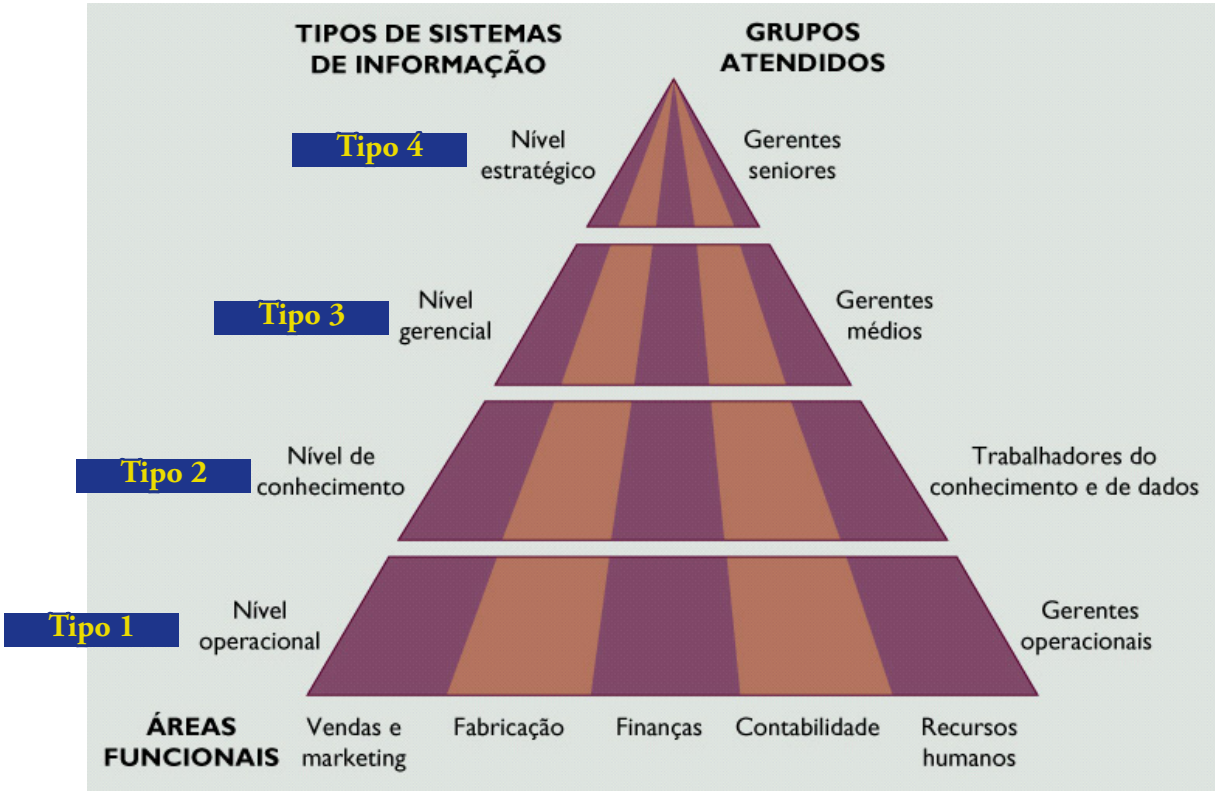 TIPOS DE SISTEMAS
DE INFORMAÇÃO
GRUPOS
ATENDIDOS
Tipo 4
Nível
estratégico
Gerentes
seniores
Tipo 3
Nível
gerencial
Gerentes
médios
Tipo 2
Nível de
conhecimento
Trabalhadores do
conhecimento e de dados
Tipo 1
Nível
operacional
Gerentes
operacionais
ÁREAS
FUNCIONAIS
Vendas e
marketing
Fabricação
Finanças
Contabilidade
Recursos
humanos